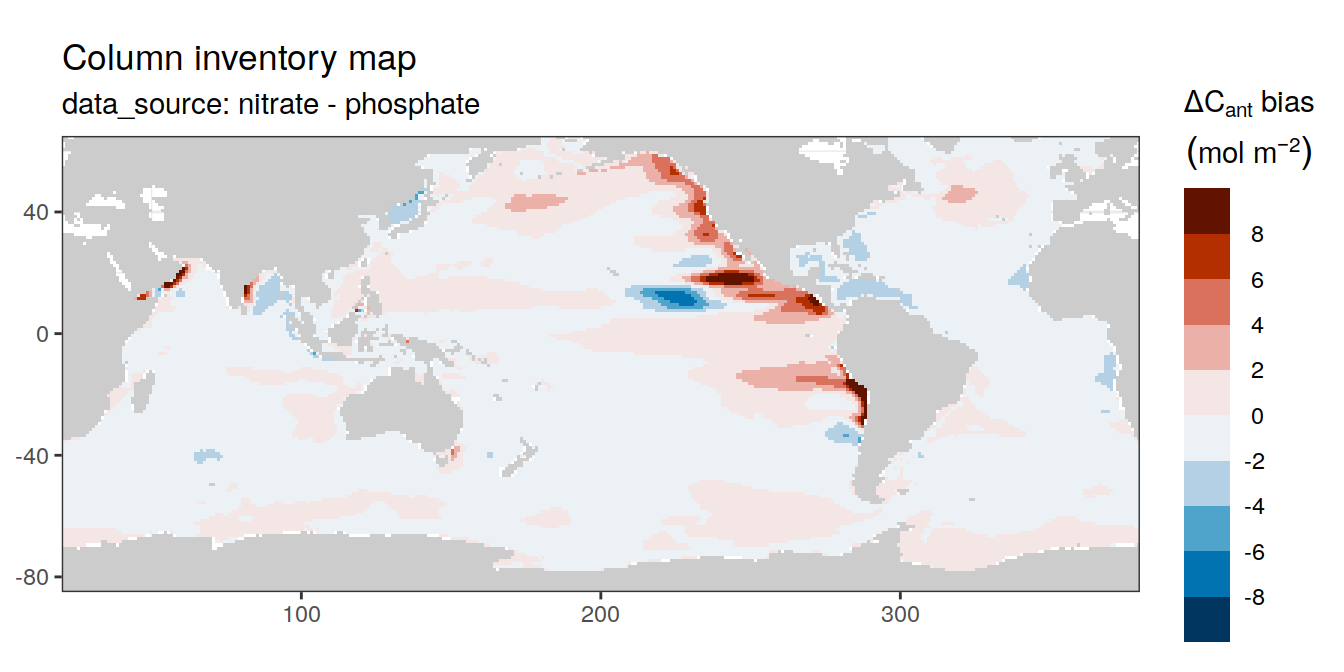 Column inventory map
data_source: nitrate - phosphate
ΔCant bias
(mol m−2)
8
6
4
2
0
-2
-4
-6
-8
40
0
-40
-80
100 200 300